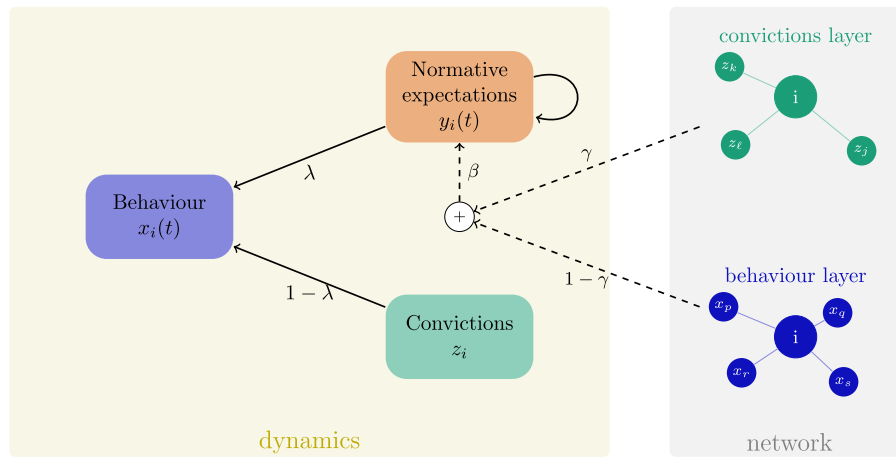 Normative
expectations
y_i(t)
λ
β
+
Behaviour
x_i(t)
1 − λ
Convictions
z_i
dynamics
γ
1 − γ
convictions layer
z_k
i
z_ℓ
z_j
behaviour layer
x_p
x_q
i
x_r
x_s
network